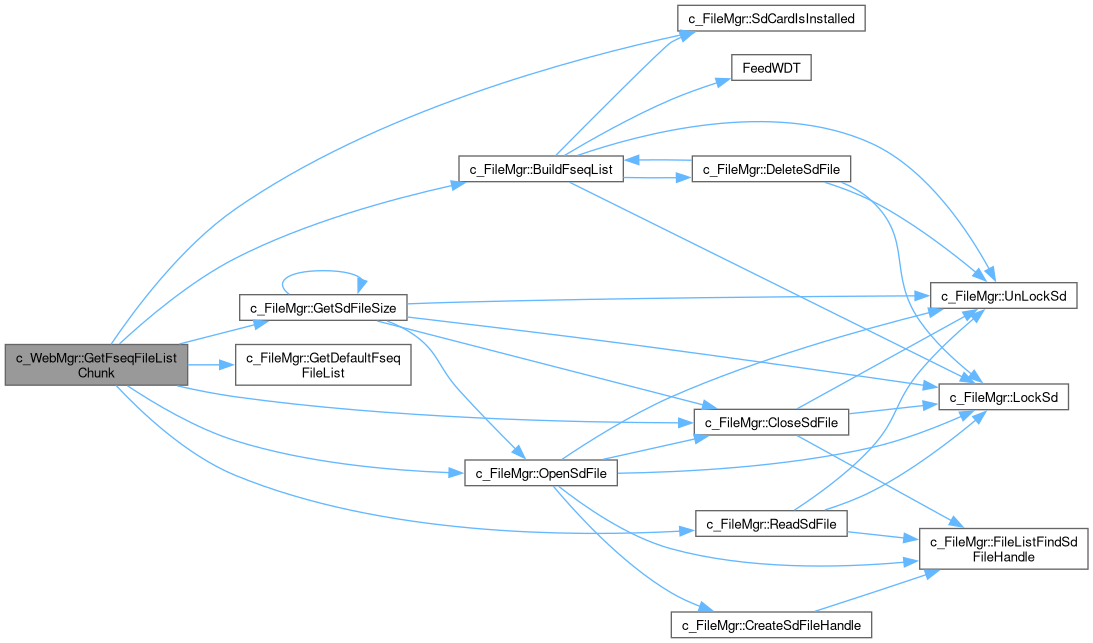 c_FileMgr::SdCardIsInstalled
FeedWDT
c_FileMgr::BuildFseqList
c_FileMgr::DeleteSdFile
c_FileMgr::GetSdFileSize
c_FileMgr::UnLockSd
c_WebMgr::GetFseqFileList
Chunk
c_FileMgr::GetDefaultFseq
FileList
c_FileMgr::LockSd
c_FileMgr::CloseSdFile
c_FileMgr::OpenSdFile
c_FileMgr::ReadSdFile
c_FileMgr::FileListFindSd
FileHandle
c_FileMgr::CreateSdFileHandle